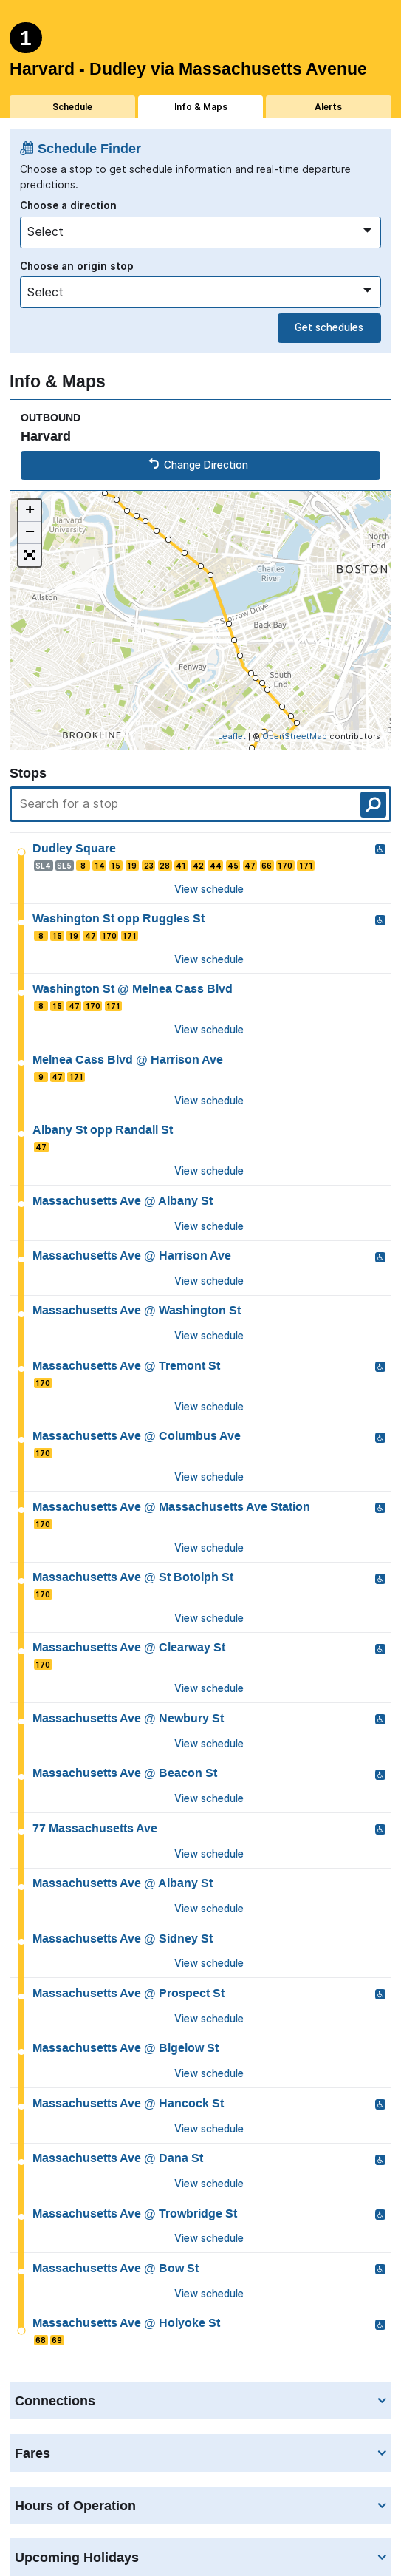 1
Harvard - Dudley via Massachusetts Avenue
Schedule
Info & Maps
Alerts
Schedule Finder
Choose a stop to get schedule information and real-time departure
predictions.
Choose a direction
Select
Choose an origin stop
Select
Get schedules
Info & Maps
OUTBOUND
Harvard
Change Direction
+
−
Harvard
University
North
End
Charles
River
BOSTON
Allston
Storrow Drive
Back Bay
Fenway
South
End
BROOKLINE
Leaflet | © OpenStreetMap contributors
Stops
Search for a stop
Dudley Square
SL4 SL5 8 14 15 19 23 28 41 42 44 45 47 66 170 171
View schedule
Washington St opp Ruggles St
8 15 19 47 170 171
View schedule
Washington St @ Melnea Cass Blvd
8 15 47 170 171
View schedule
Melnea Cass Blvd @ Harrison Ave
9 47 171
View schedule
Albany St opp Randall St
47
View schedule
Massachusetts Ave @ Albany St
View schedule
Massachusetts Ave @ Harrison Ave
View schedule
Massachusetts Ave @ Washington St
View schedule
Massachusetts Ave @ Tremont St
170
View schedule
Massachusetts Ave @ Columbus Ave
170
View schedule
Massachusetts Ave @ Massachusetts Ave Station
170
View schedule
Massachusetts Ave @ St Botolph St
170
View schedule
Massachusetts Ave @ Clearway St
170
View schedule
Massachusetts Ave @ Newbury St
View schedule
Massachusetts Ave @ Beacon St
View schedule
77 Massachusetts Ave
View schedule
Massachusetts Ave @ Albany St
View schedule
Massachusetts Ave @ Sidney St
View schedule
Massachusetts Ave @ Prospect St
View schedule
Massachusetts Ave @ Bigelow St
View schedule
Massachusetts Ave @ Hancock St
View schedule
Massachusetts Ave @ Dana St
View schedule
Massachusetts Ave @ Trowbridge St
View schedule
Massachusetts Ave @ Bow St
View schedule
Massachusetts Ave @ Holyoke St
68 69
Connections
Fares
Hours of Operation
Upcoming Holidays